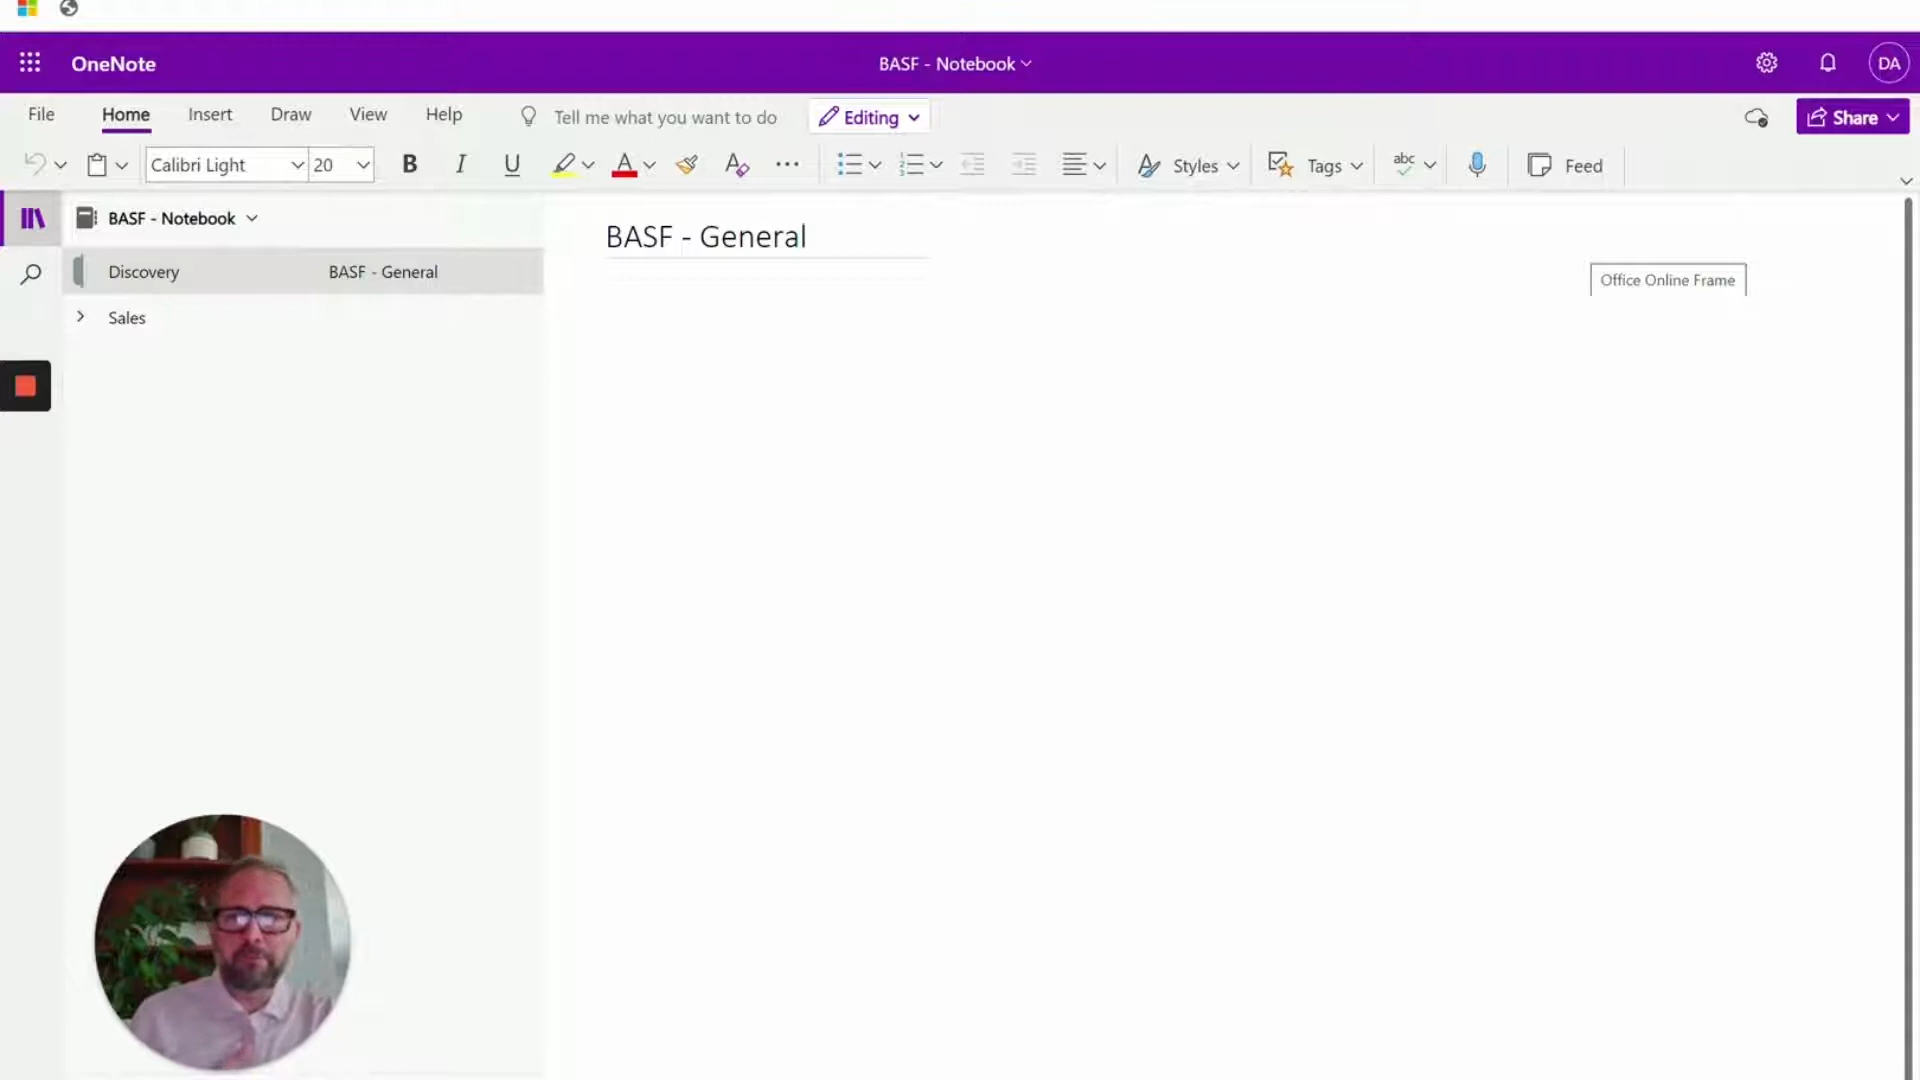 OneNote
BASF - Notebook
DA
File
Home
Insert
Draw
View
Help
Tell me what you want to do
Editing
Share
Calibri Light
20
B
I
U
A
A
Styles
Tags
abc
Feed
BASF - Notebook
Discovery
BASF - General
Sales
BASF - General
Office Online Frame